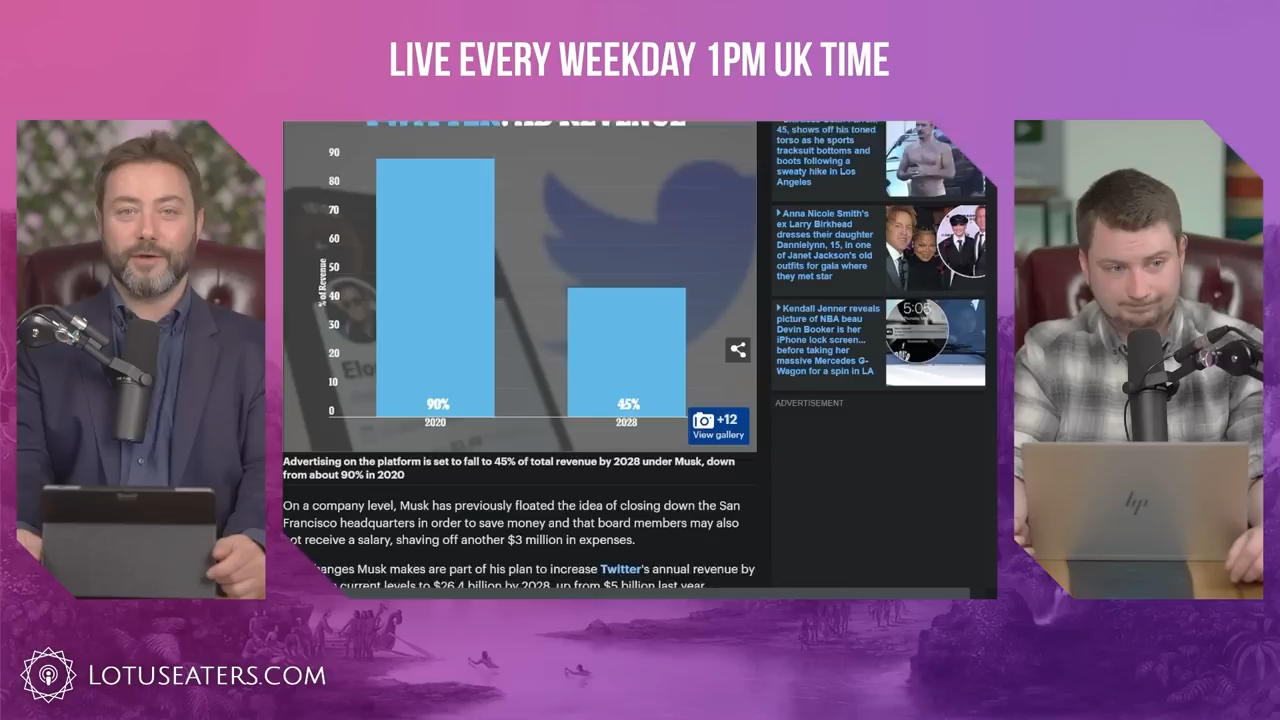 LIVE EVERY WEEKDAY 1PM UK TIME
TWITTER: AD REVENUE
90
80
70
60
50
40
30
20
10
0
% of Revenue
Elo
90%
45%
2020
2028
+12
View gallery
Advertising on the platform is set to fall to 45% of total revenue by 2028 under Musk, down
from about 90% in 2020
On a company level, Musk has previously floated the idea of closing down the San
Francisco headquarters in order to save money and that board members may also
ot receive a salary, shaving off another $3 million in expenses.
hanges Musk makes are part of his plan to increase Twitter's annual revenue by
current levels to $26.4 billion by 2028, up from $5 billion last year
45, shows off his toned
torso as he sports
tracksuit bottoms and
boots following a
sweaty hike in Los
Angeles
Anna Nicole Smith's
ex Larry Birkhead
dresses their daughter
Dannielynn, 15, in one
of Janet Jackson's old
outfits for gala where
they met star
Kendall Jenner reveals
picture of NBA beau
Devin Booker is her
iPhone lock screen...
before taking her
massive Mercedes G-
Wagon for a spin in LA
5:05
ADVERTISEMENT
hp
LOTUSEATERS.COM